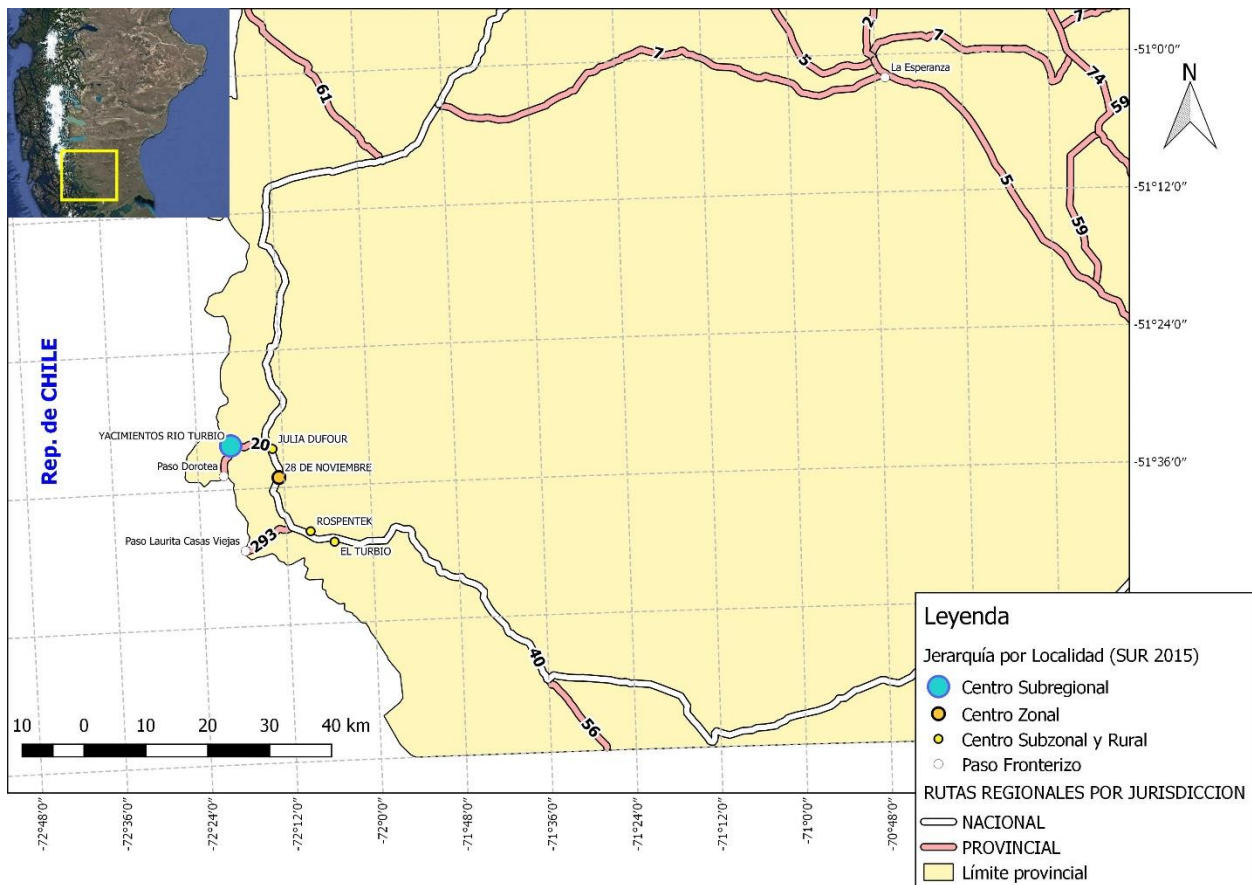 61
7
5
2
7
74
59
5
59
La Esperanza
N
-51°0'0"
-51°12'0"
-51°24'0"
-51°36'0"
Rep. de CHILE
YACIMIENTOS RIO TURBIO
20
JULIA DUFOUR
Paso Dorotea
28 DE NOVIEMBRE
ROSPENTEK
Paso Laurita Casas Viejas
293
EL TURBIO
40
56
10 0 10 20 30 40 km
-72°48'0"
-72°36'0"
-72°24'0"
-72°12'0"
-72°0'0"
-71°48'0"
-71°36'0"
-71°24'0"
-71°12'0"
-71°0'0"
-70°48'0"
Leyenda
Jerarquía por Localidad (SUR 2015)
Centro Subregional
Centro Zonal
Centro Subzonal y Rural
Paso Fronterizo
RUTAS REGIONALES POR JURISDICCION
NACIONAL
PROVINCIAL
Límite provincial